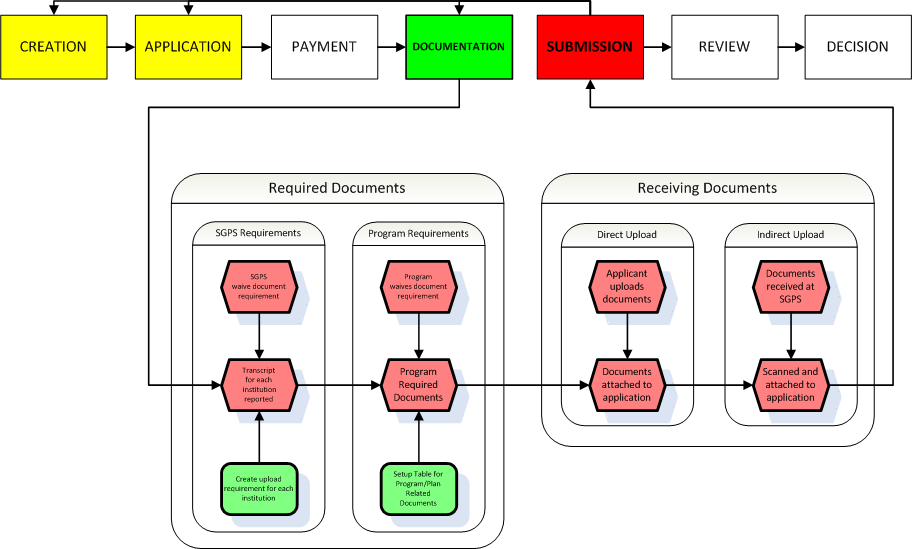 CREATION
APPLICATION
PAYMENT
DOCUMENTATION
SUBMISSION
REVIEW
DECISION
Required Documents
Receiving Documents
SGPS Requirements
Program Requirements
Direct Upload
Indirect Upload
SGPS
waive document
requirement
Program
waives document
requirement
Applicant
uploads
documents
Documents
received at
SGPS
Transcript
for each
institution
reported
Program
Required
Documents
Documents
attached to
application
Scanned and
attached to
application
Create upload
requirement for each
institution
Setup Table for
Program/Plan
Related
Documents